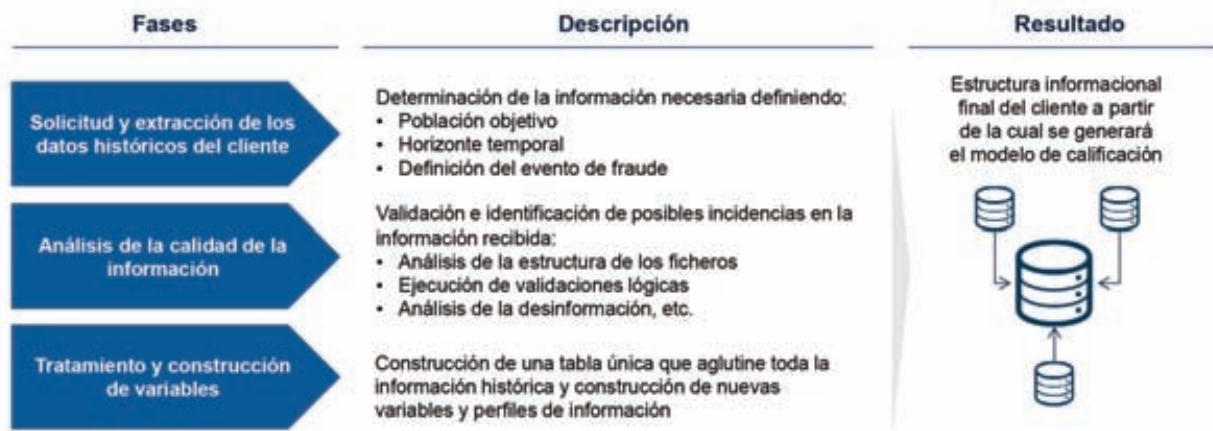 Fases
Descripción
Resultado
Solicitud y extracción de los
datos históricos del cliente
Determinación de la información necesaria definiendo:
• Población objetivo
• Horizonte temporal
• Definición del evento de fraude
Análisis de la calidad de la
información
Validación e identificación de posibles incidencias en la
información recibida:
• Análisis de la estructura de los ficheros
• Ejecución de validaciones lógicas
• Análisis de la desinformación, etc.
Tratamiento y construcción
de variables
Construcción de una tabla única que aglutine toda la
información histórica y construcción de nuevas
variables y perfiles de información
Estructura informacional
final del cliente a partir
de la cual se generará
el modelo de calificación